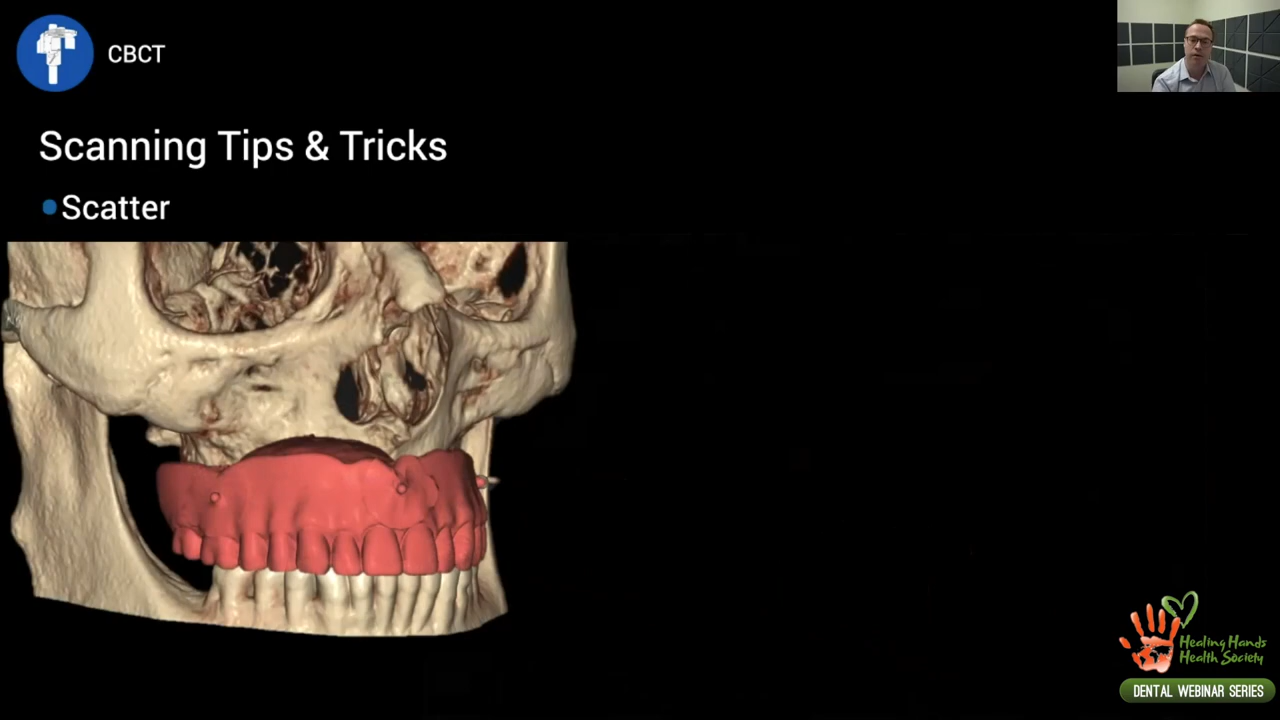 CBCT
Scanning Tips & Tricks
Scatter
Healing Hands
Health Society
DENTAL WEBINAR SERIES